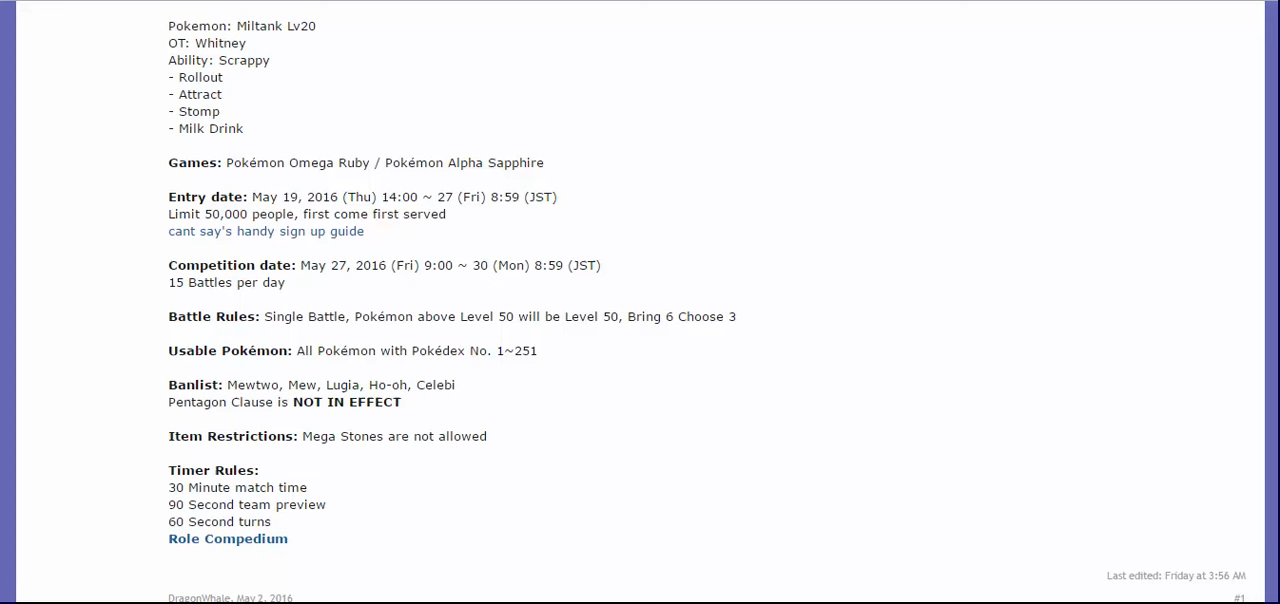 Pokemon: Miltank Lv20
OT: Whitney
Ability: Scrappy
- Rollout
- Attract
- Stomp
- Milk Drink
Games: Pokémon Omega Ruby / Pokémon Alpha Sapphire
Entry date: May 19, 2016 (Thu) 14:00 ~ 27 (Fri) 8:59 (JST)
Limit 50,000 people, first come first served
cant say's handy sign up guide
Competition date: May 27, 2016 (Fri) 9:00 ~ 30 (Mon) 8:59 (JST)
15 Battles per day
Battle Rules: Single Battle, Pokémon above Level 50 will be Level 50, Bring 6 Choose 3
Usable Pokémon: All Pokémon with Pokédex No. 1~251
Banlist: Mewtwo, Mew, Lugia, Ho-oh, Celebi
Pentagon Clause is NOT IN EFFECT
Item Restrictions: Mega Stones are not allowed
Timer Rules:
30 Minute match time
90 Second team preview
60 Second turns
Role Compedium
Last edited: Friday at 3:56 AM
DragonWhale, May 2, 2016
#1